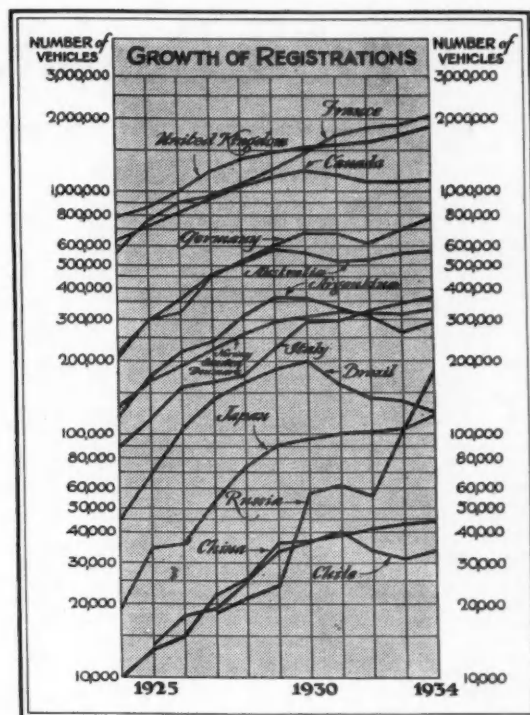 NUMBER of VEHICLES
GROWTH OF REGISTRATIONS
NUMBER of VEHICLES
3,000,000
3,000,000
France
2,000,000
2,000,000
United Kingdom
Canada
1,000,000
1,000,000
800,000
800,000
Germany
600,000
600,000
500,000
500,000
Australia
400,000
400,000
Argentina
300,000
300,000
Norway
Sweden
Denmark
Italy
200,000
200,000
Brazil
Japan
100,000
100,000
80,000
80,000
60,000
60,000
Russia
50,000
50,000
40,000
40,000
China
30,000
30,000
Chile
20,000
20,000
10,000
10,000
1925
1930
1934